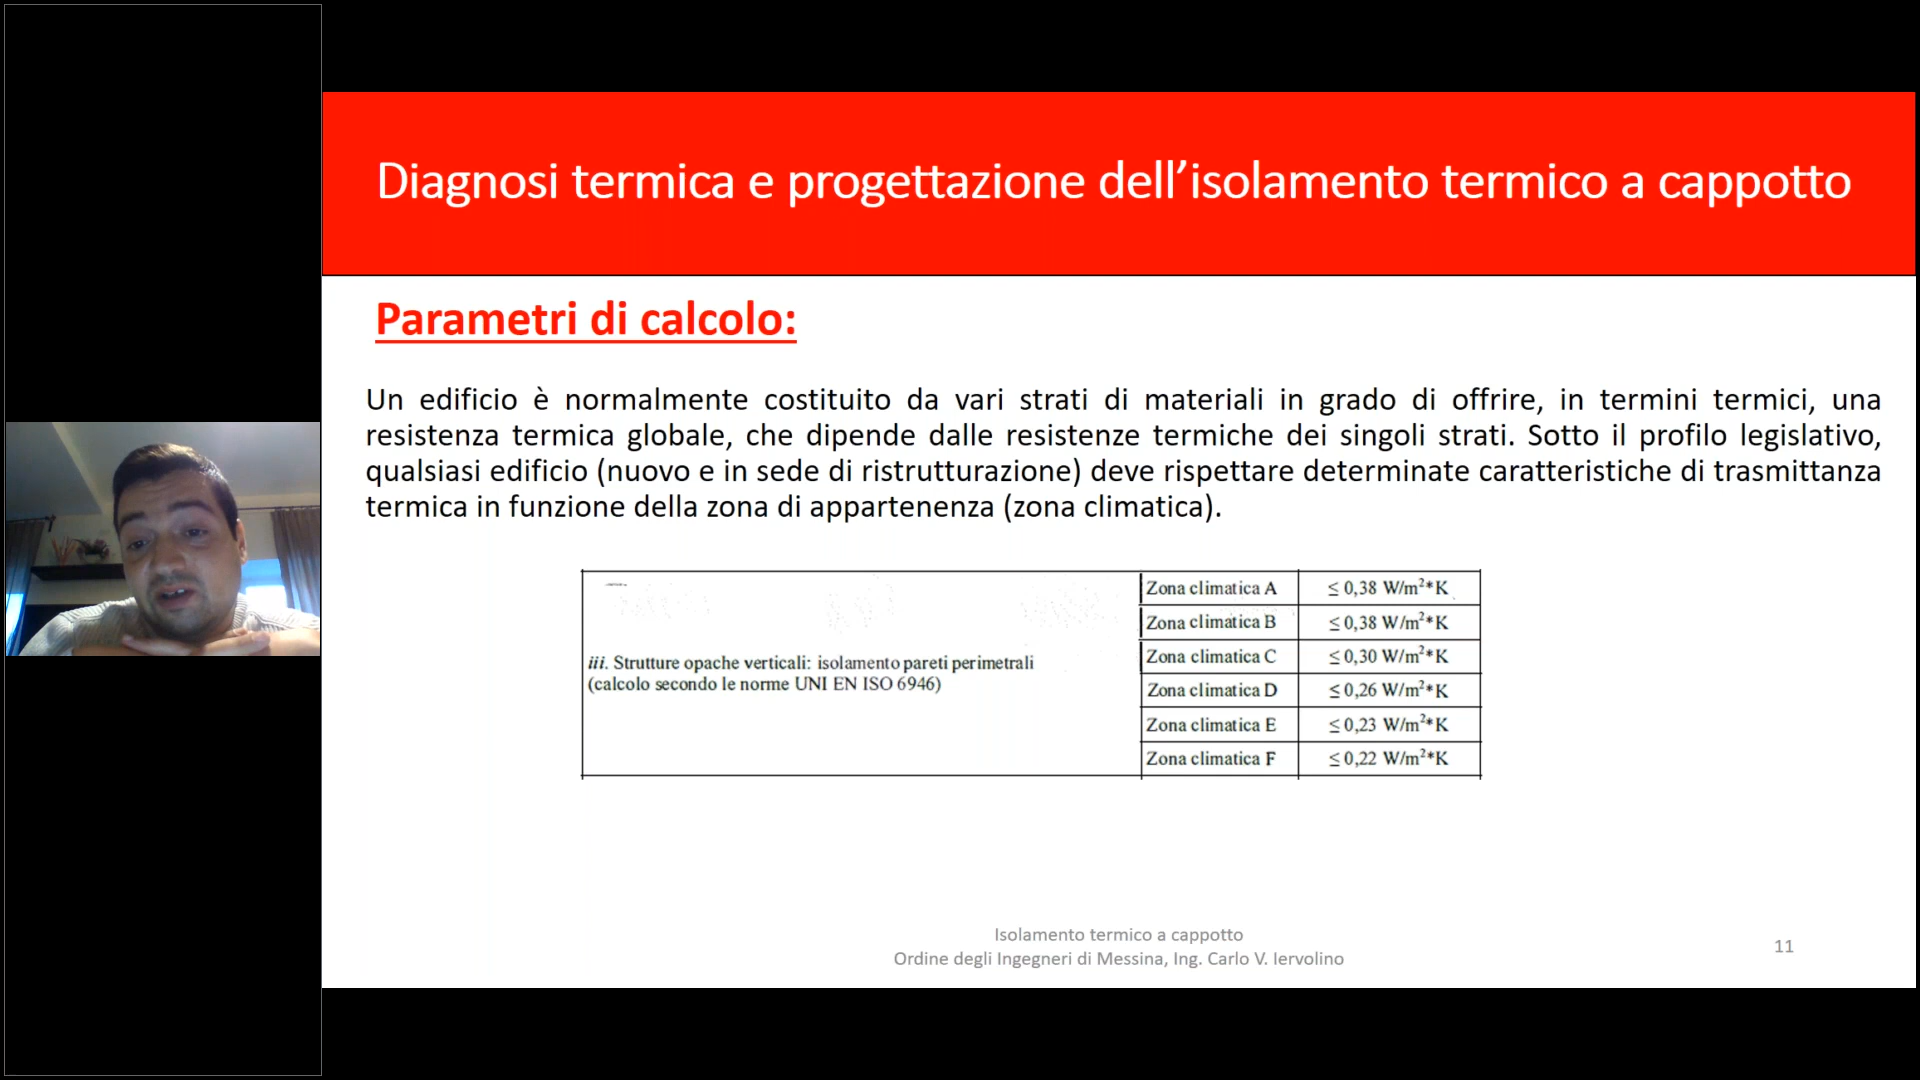 Diagnosi termica e progettazione dell’isolamento termico a cappotto
Parametri di calcolo:
Un edificio è normalmente costituito da vari strati di materiali in grado di offrire, in termini termici, una
resistenza termica globale, che dipende dalle resistenze termiche dei singoli strati. Sotto il profilo legislativo,
qualsiasi edificio (nuovo e in sede di ristrutturazione) deve rispettare determinate caratteristiche di trasmittanza
termica in funzione della zona di appartenenza (zona climatica).
iii. Strutture opache verticali: isolamento pareti perimetrali
(calcolo secondo le norme UNI EN ISO 6946)
Zona climatica A ≤ 0,38 W/m²*K
Zona climatica B ≤ 0,38 W/m²*K
Zona climatica C ≤ 0,30 W/m²*K
Zona climatica D ≤ 0,26 W/m²*K
Zona climatica E ≤ 0,23 W/m²*K
Zona climatica F ≤ 0,22 W/m²*K
Isolamento termico a cappotto
Ordine degli Ingegneri di Messina, Ing. Carlo V. Iervolino
11